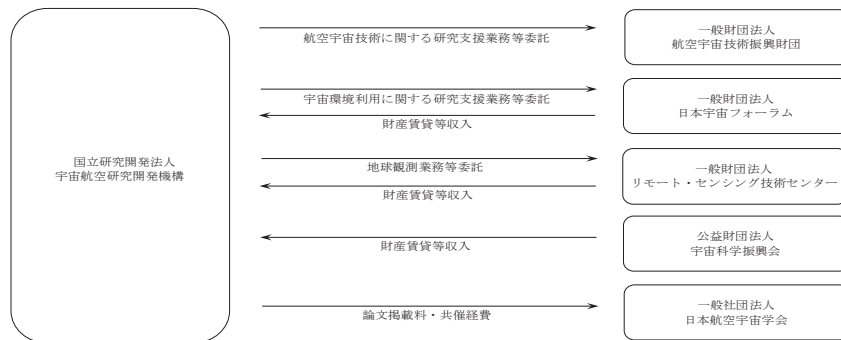 国立研究開発法人
宇宙航空研究開発機構
航空宇宙技術に関する研究支援業務等委託
一般財団法人
航空宇宙技術振興財団
宇宙環境利用に関する研究支援業務等委託
財産賃貸等収入
一般財団法人
日本宇宙フォーラム
地球観測業務等委託
財産賃貸等収入
一般財団法人
リモート・センシング技術センター
財産賃貸等収入
公益財団法人
宇宙科学振興会
論文掲載料・共催経費
一般社団法人
日本航空宇宙学会